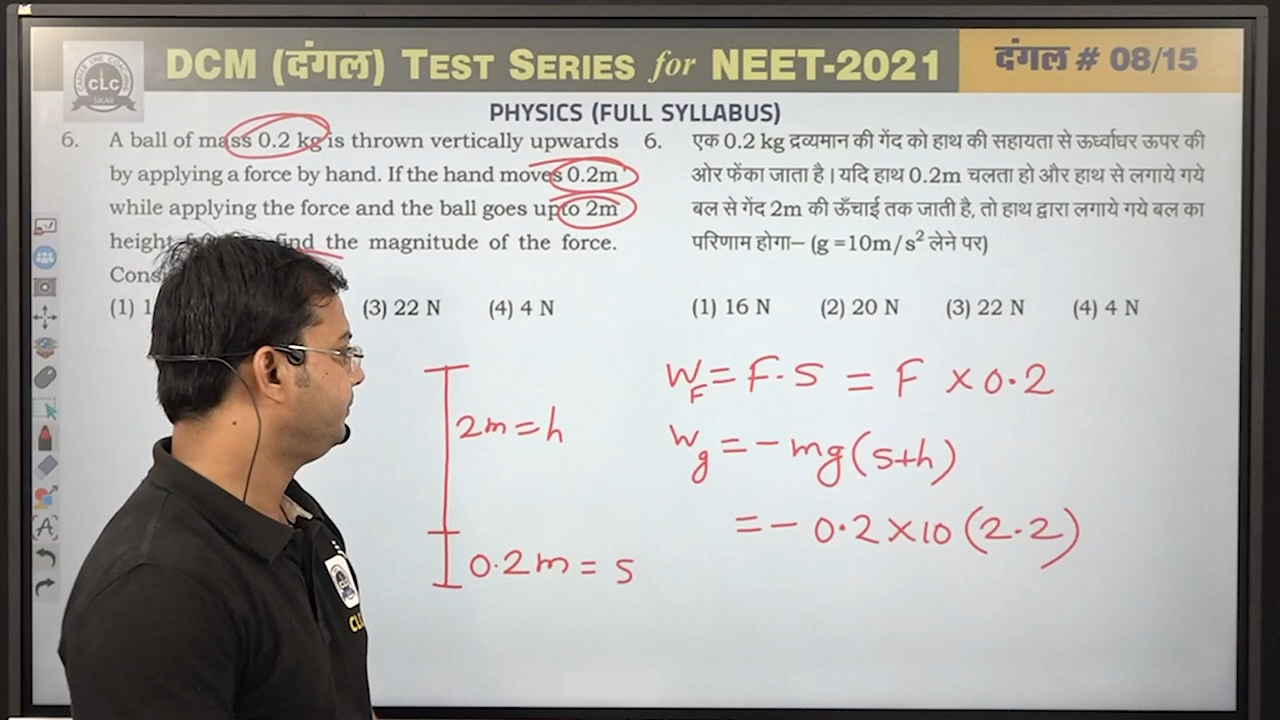 DCM (दंगल) TEST SERIES for NEET-2021
दंगल # 08/15
CLC
SIKAR
PHYSICS (FULL SYLLABUS)
6. A ball of mass 0.2 kg is thrown vertically upwards
by applying a force by hand. If the hand moves 0.2m
while applying the force and the ball goes upto 2m
height find the magnitude of the force.
(3) 22 N (4) 4 N
6. एक 0.2 kg द्रव्यमान की गेंद को हाथ की सहायता से ऊर्ध्वाधर ऊपर की
ओर फेंका जाता है। यदि हाथ 0.2m चलता हो और हाथ से लगाये गये
बल से गेंद 2m की ऊँचाई तक जाती है, तो हाथ द्वारा लगाये गये बल का
परिणाम होगा– (g =10m/s² लेने पर)
(1) 16 N (2) 20 N (3) 22 N (4) 4 N
2m = h
0.2m = s
W_F = F.S = F × 0.2
W_g = - mg(s+h)
= - 0.2×10 (2.2)